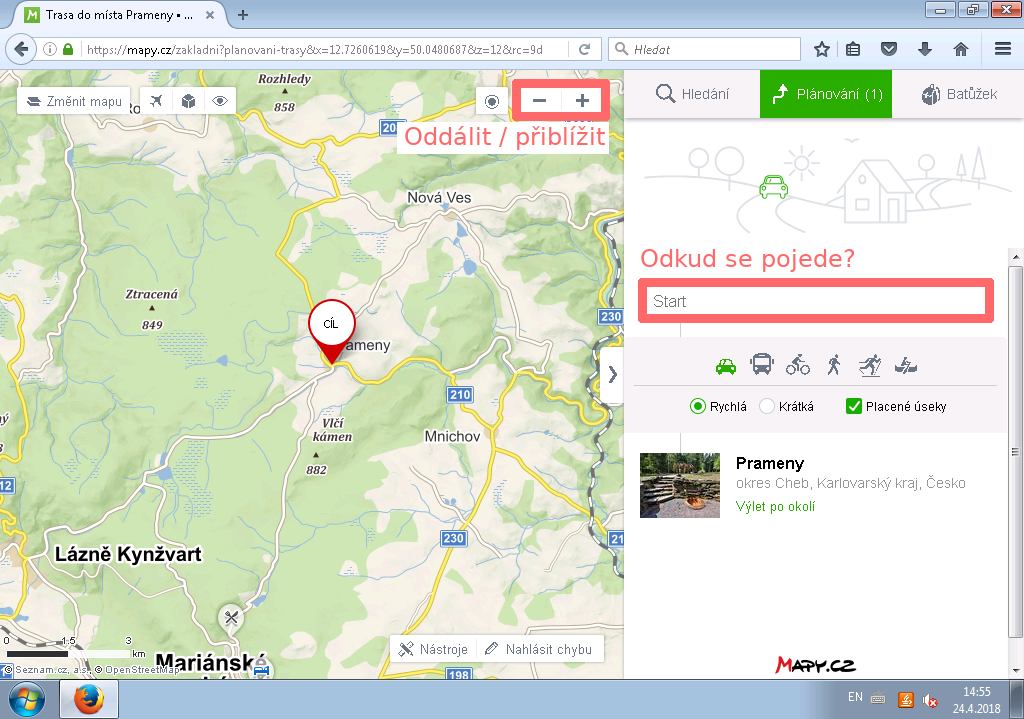 Trasa do místa Prameny • ...
https://mapy.cz/zakladni?planovani-trasy&x=12.7260619&y=50.0480687&z=12&rc=9d
Hledat
Změnit mapu
Oddálit / přiblížit
Rozhledy
858
Nová Ves
Ztracená
849
CÍL
230
210
Vlčí
kámen
882
Mnichov
12
230
Lázně Kynžvart
0 1.5 3
km
Mariánské
198
© Seznam.cz, a.s., © OpenStreetMap
Nástroje
Nahlásit chybu
Hledání
Plánování (1)
Batůžek
Odkud se pojede?
Start
Rychlá
Krátká
Placené úseky
Prameny
okres Cheb, Karlovarský kraj, Česko
Výlet po okolí
Mapy.cz
EN
14:55
24.4.2018